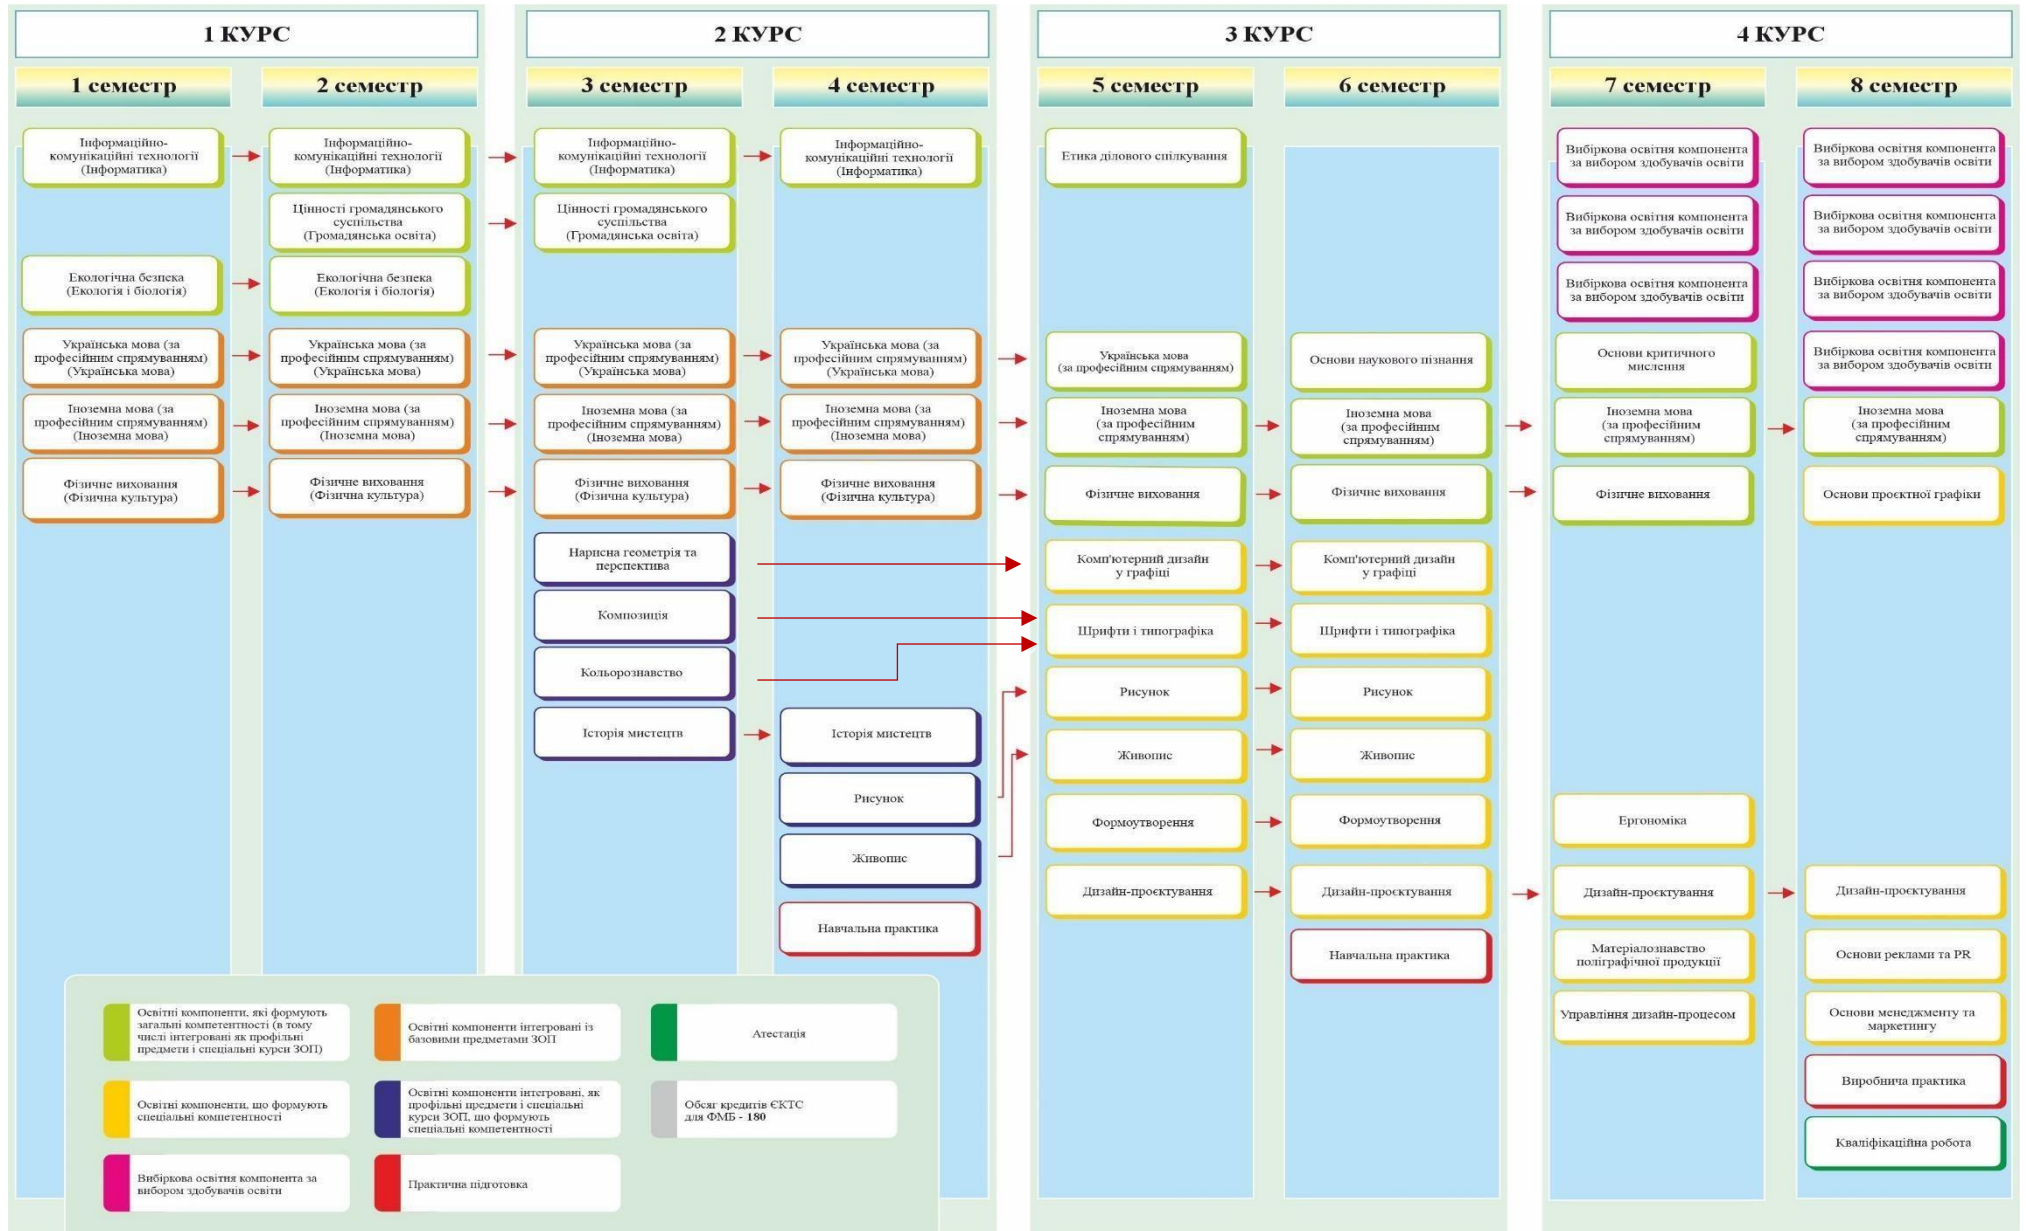 1 КУРС
2 КУРС
3 КУРС
4 КУРС
1 семестр
2 семестр
3 семестр
4 семестр
5 семестр
6 семестр
7 семестр
8 семестр
Інформаційно-
комунікаційні технології
(Інформатика)
Екологічна безпека
(Екологія і біологія)
Українська мова (за
професійним спрямуванням)
(Українська мова)
Іноземна мова (за
професійним спрямуванням)
(Іноземна мова)
Фізичне виховання
(Фізична культура)
Інформаційно-
комунікаційні технології
(Інформатика)
Цінності громадянського
суспільства
(Громадянська освіта)
Екологічна безпека
(Екологія і біологія)
Українська мова (за
професійним спрямуванням)
(Українська мова)
Іноземна мова (за
професійним спрямуванням)
(Іноземна мова)
Фізичне виховання
(Фізична культура)
Інформаційно-
комунікаційні технології
(Інформатика)
Цінності громадянського
суспільства
(Громадянська освіта)
Українська мова (за
професійним спрямуванням)
(Українська мова)
Іноземна мова (за
професійним спрямуванням)
(Іноземна мова)
Фізичне виховання
(Фізична культура)
Нарисна геометрія та
перспектива
Композиція
Кольорознавство
Історія мистецтв
Інформаційно-
комунікаційні технології
(Інформатика)
Українська мова (за
професійним спрямуванням)
(Українська мова)
Іноземна мова (за
професійним спрямуванням)
(Іноземна мова)
Фізичне виховання
(Фізична культура)
Історія мистецтв
Рисунок
Живопис
Навчальна практика
Етика ділового спілкування
Українська мова
(за професійним спрямуванням)
Іноземна мова
(за професійним
спрямуванням)
Фізичне виховання
Комп'ютерний дизайн
у графіці
Шрифти і типографіка
Рисунок
Живопис
Формоутворення
Дизайн-проєктування
Основи наукового пізнання
Іноземна мова
(за професійним
спрямуванням)
Фізичне виховання
Комп'ютерний дизайн
у графіці
Шрифти і типографіка
Рисунок
Живопис
Формоутворення
Дизайн-проєктування
Навчальна практика
Вибіркова освітня компонента
за вибором здобувачів освіти
Вибіркова освітня компонента
за вибором здобувачів освіти
Вибіркова освітня компонента
за вибором здобувачів освіти
Основи критичного
мислення
Іноземна мова
(за професійним
спрямуванням)
Фізичне виховання
Ергономіка
Дизайн-проєктування
Матеріалознавство
поліграфічної продукції
Управління дизайн-процесом
Вибіркова освітня компонента
за вибором здобувачів освіти
Вибіркова освітня компонента
за вибором здобувачів освіти
Вибіркова освітня компонента
за вибором здобувачів освіти
Вибіркова освітня компонента
за вибором здобувачів освіти
Іноземна мова
(за професійним
спрямуванням)
Основи проєктної графіки
Дизайн-проєктування
Основи реклами та PR
Основи менеджменту та
маркетингу
Виробнича практика
Кваліфікаційна робота
Освітні компоненти, які формують
загальні компетентності (в тому
числі інтегровані як профільні
предмети і спеціальні курси ЗОП)
Освітні компоненти, що формують
спеціальні компетентності
Вибіркова освітня компонента за
вибором здобувачів освіти
Освітні компоненти інтегровані із
базовими предметами ЗОП
Освітні компоненти інтегровані, як
профільні предмети і спеціальні
курси ЗОП, що формують
спеціальні компетентності
Практична підготовка
Атестація
Обсяг кредитів ЄКТС
для ФМБ - 180